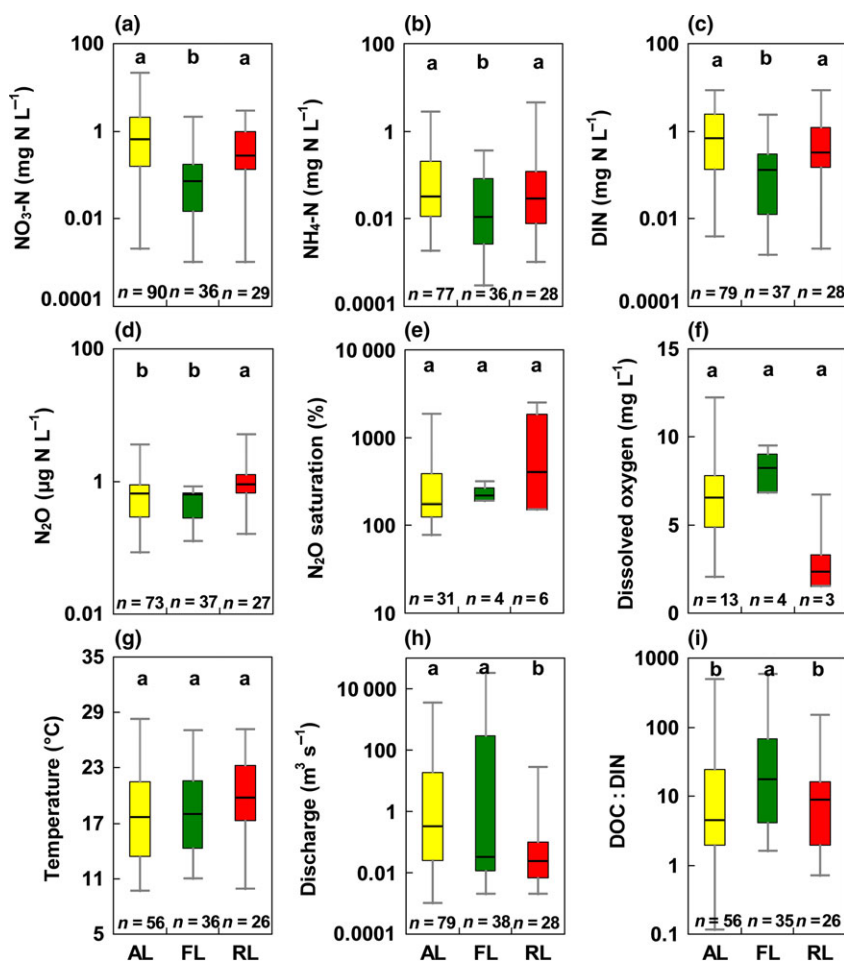 (a)
NO₃-N (mg N L⁻¹)
100
1
0.01
0.0001
a b a
n = 90 n = 36 n = 29
(b)
NH₄-N (mg N L⁻¹)
100
1
0.01
0.0001
a b a
n = 77 n = 36 n = 28
(c)
DIN (mg N L⁻¹)
100
1
0.01
0.0001
a b a
n = 79 n = 37 n = 28
(d)
N₂O (µg N L⁻¹)
100
1
0.01
b b a
n = 73 n = 37 n = 27
(e)
N₂O saturation (%)
10 000
1000
100
10
a a a
n = 31 n = 4 n = 6
(f)
Dissolved oxygen (mg L⁻¹)
15
10
5
0
a a a
n = 13 n = 4 n = 3
(g)
Temperature (°C)
35
29
23
17
11
5
a a a
n = 56 n = 36 n = 26
AL FL RL
(h)
Discharge (m³ s⁻¹)
10 000
100
1
0.01
0.0001
a a b
n = 79 n = 38 n = 28
AL FL RL
(i)
DOC : DIN
1000
100
10
1
0.1
b a b
n = 56 n = 35 n = 26
AL FL RL